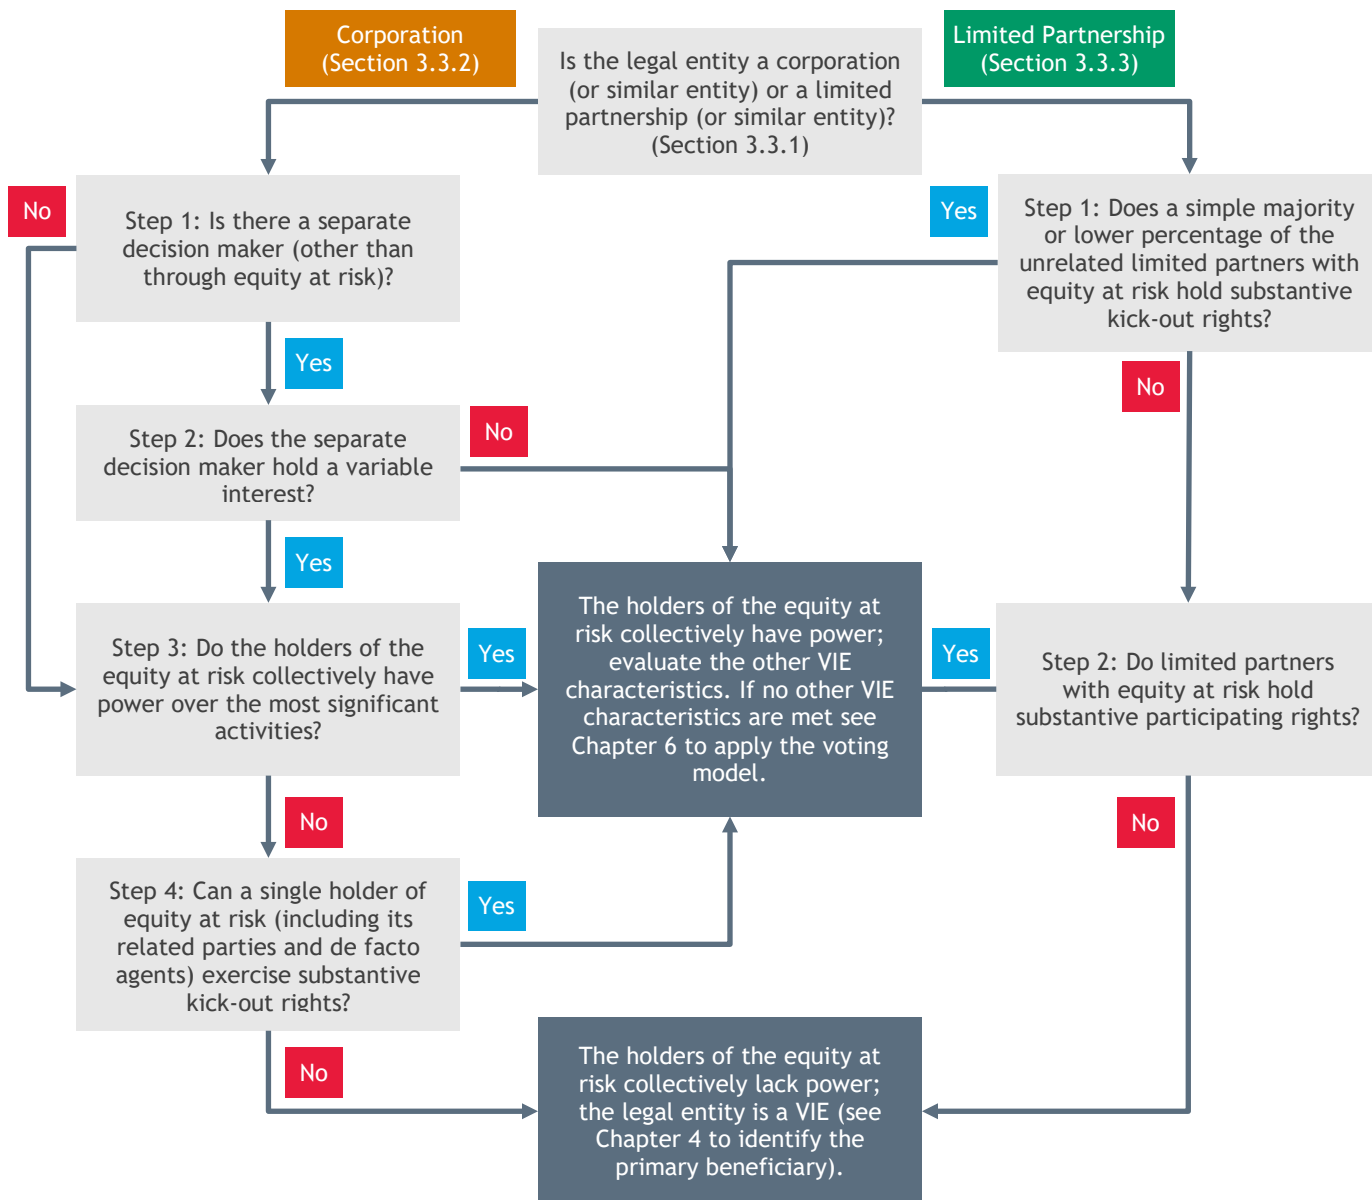 Corporation
(Section 3.3.2)
Is the legal entity a corporation
(or similar entity) or a limited
partnership (or similar entity)?
(Section 3.3.1)
Limited Partnership
(Section 3.3.3)
No
Step 1: Is there a separate
decision maker (other than
through equity at risk)?
Yes
Step 1: Does a simple majority
or lower percentage of the
unrelated limited partners with
equity at risk hold substantive
kick-out rights?
Yes
No
Step 2: Does the separate
decision maker hold a variable
interest?
No
Yes
Step 3: Do the holders of the
equity at risk collectively have
power over the most significant
activities?
Yes
The holders of the equity at
risk collectively have power;
evaluate the other VIE
characteristics. If no other VIE
characteristics are met see
Chapter 6 to apply the voting
model.
Yes
Step 2: Do limited partners
with equity at risk hold
substantive participating rights?
No
No
Step 4: Can a single holder of
equity at risk (including its
related parties and de facto
agents) exercise substantive
kick-out rights?
Yes
No
The holders of the equity at
risk collectively lack power;
the legal entity is a VIE (see
Chapter 4 to identify the
primary beneficiary).